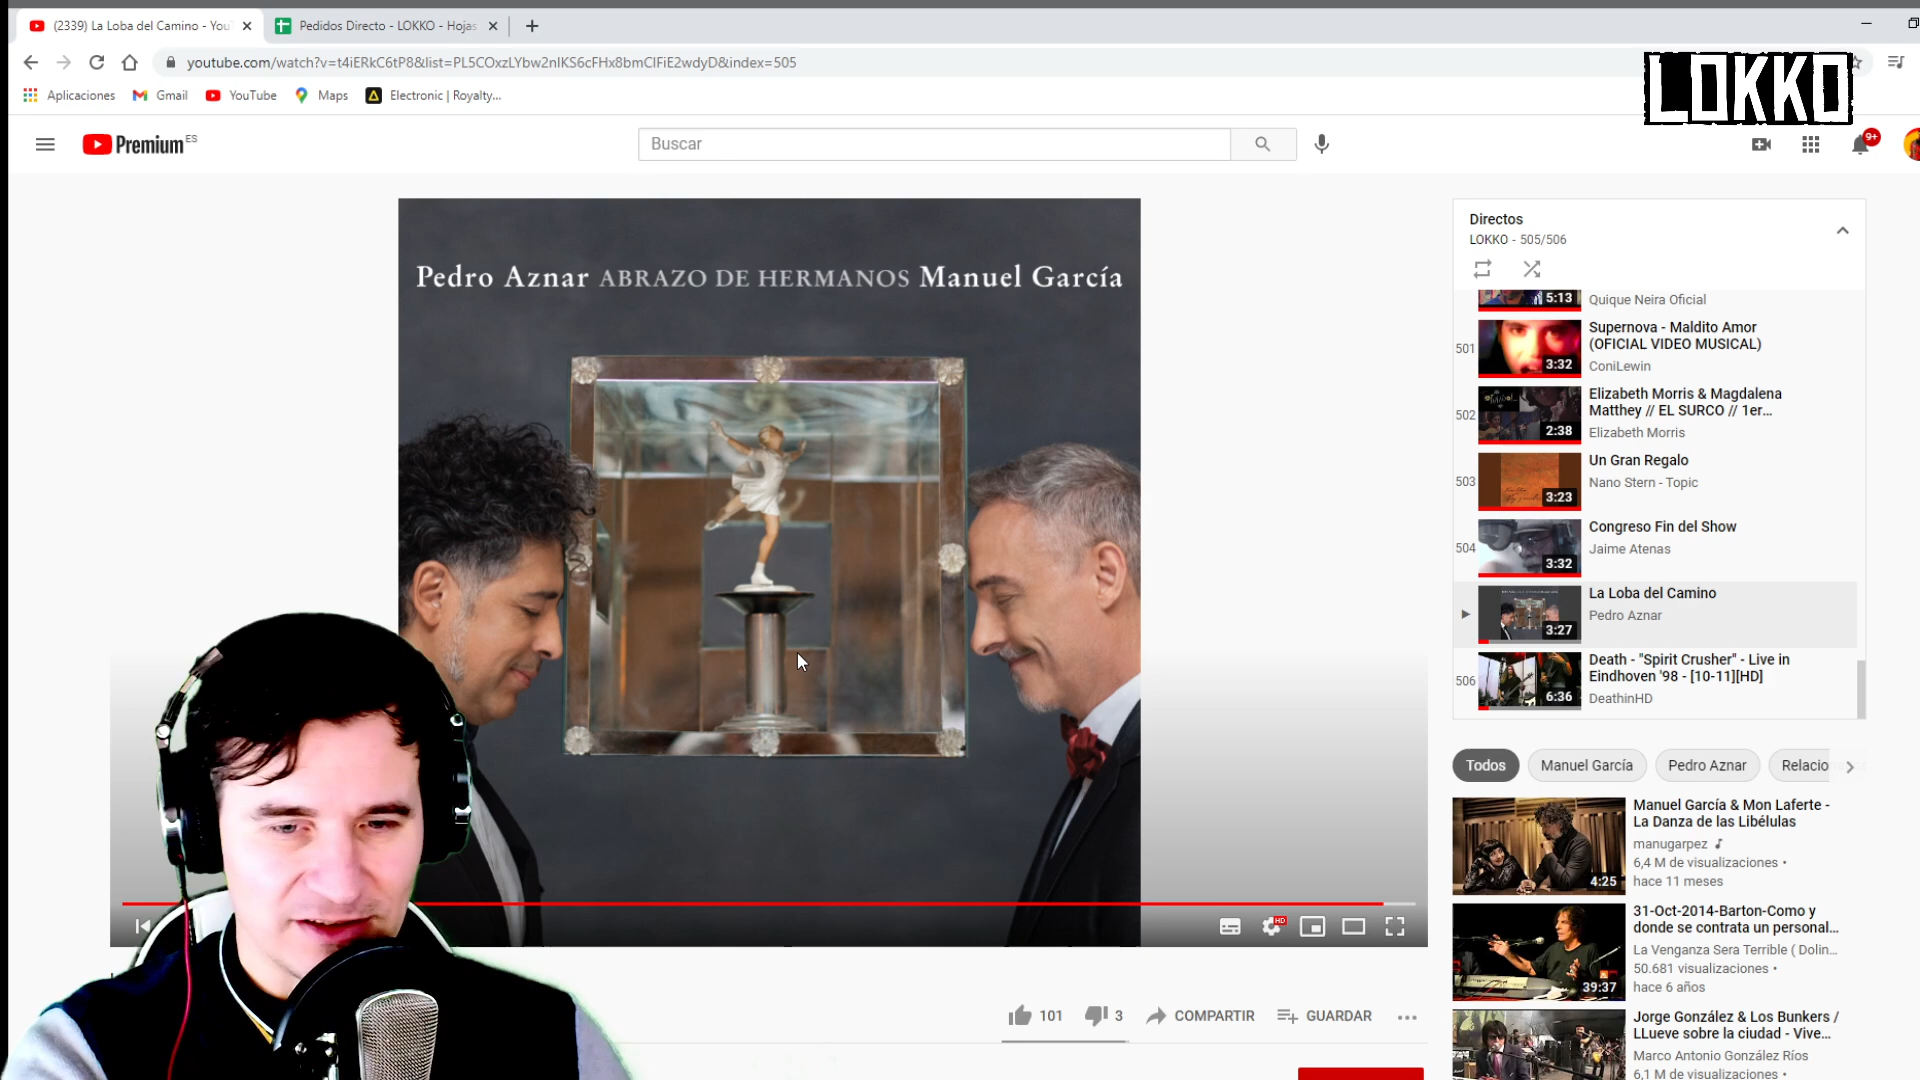 (2339) La Loba del Camino - You
Pedidos Directo - LOKKO - Hojas
youtube.com/watch?v=t4iERkC6tP8&list=PL5COxzLYbw2nIKS6cFHx8bmCIFiE2wdyD&index=505
Aplicaciones
Gmail
YouTube
Maps
Electronic | Royalty...
LOKKO
Premium ES
Buscar
9+
Pedro Aznar ABRAZO DE HERMANOS Manuel García
Directos
LOKKO - 505/506
5:13
Quique Neira Oficial
501
Supernova - Maldito Amor
(OFICIAL VIDEO MUSICAL)
3:32
ConiLewin
502
Elizabeth Morris & Magdalena
Matthey // EL SURCO // 1er...
2:38
Elizabeth Morris
503
Un Gran Regalo
Nano Stern - Topic
3:23
504
Congreso Fin del Show
Jaime Atenas
3:32
La Loba del Camino
Pedro Aznar
3:27
506
Death - "Spirit Crusher" - Live in
Eindhoven '98 - [10-11][HD]
6:36
DeathinHD
Todos
Manuel García
Pedro Aznar
Relacio
Manuel García & Mon Laferte -
La Danza de las Libélulas
manugarpez
6,4 M de visualizaciones •
hace 11 meses
4:25
31-Oct-2014-Barton-Como y
donde se contrata un personal...
La Venganza Sera Terrible ( Dolin...
50.681 visualizaciones •
hace 6 años
39:37
Jorge González & Los Bunkers /
LLueve sobre la ciudad - Vive...
Marco Antonio González Ríos
6,1 M de visualizaciones •
HD
101
3
COMPARTIR
GUARDAR